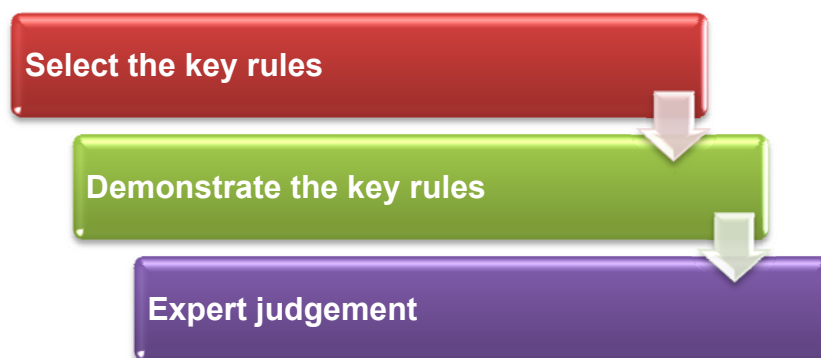 Select the key rules
Demonstrate the key rules
Expert judgement